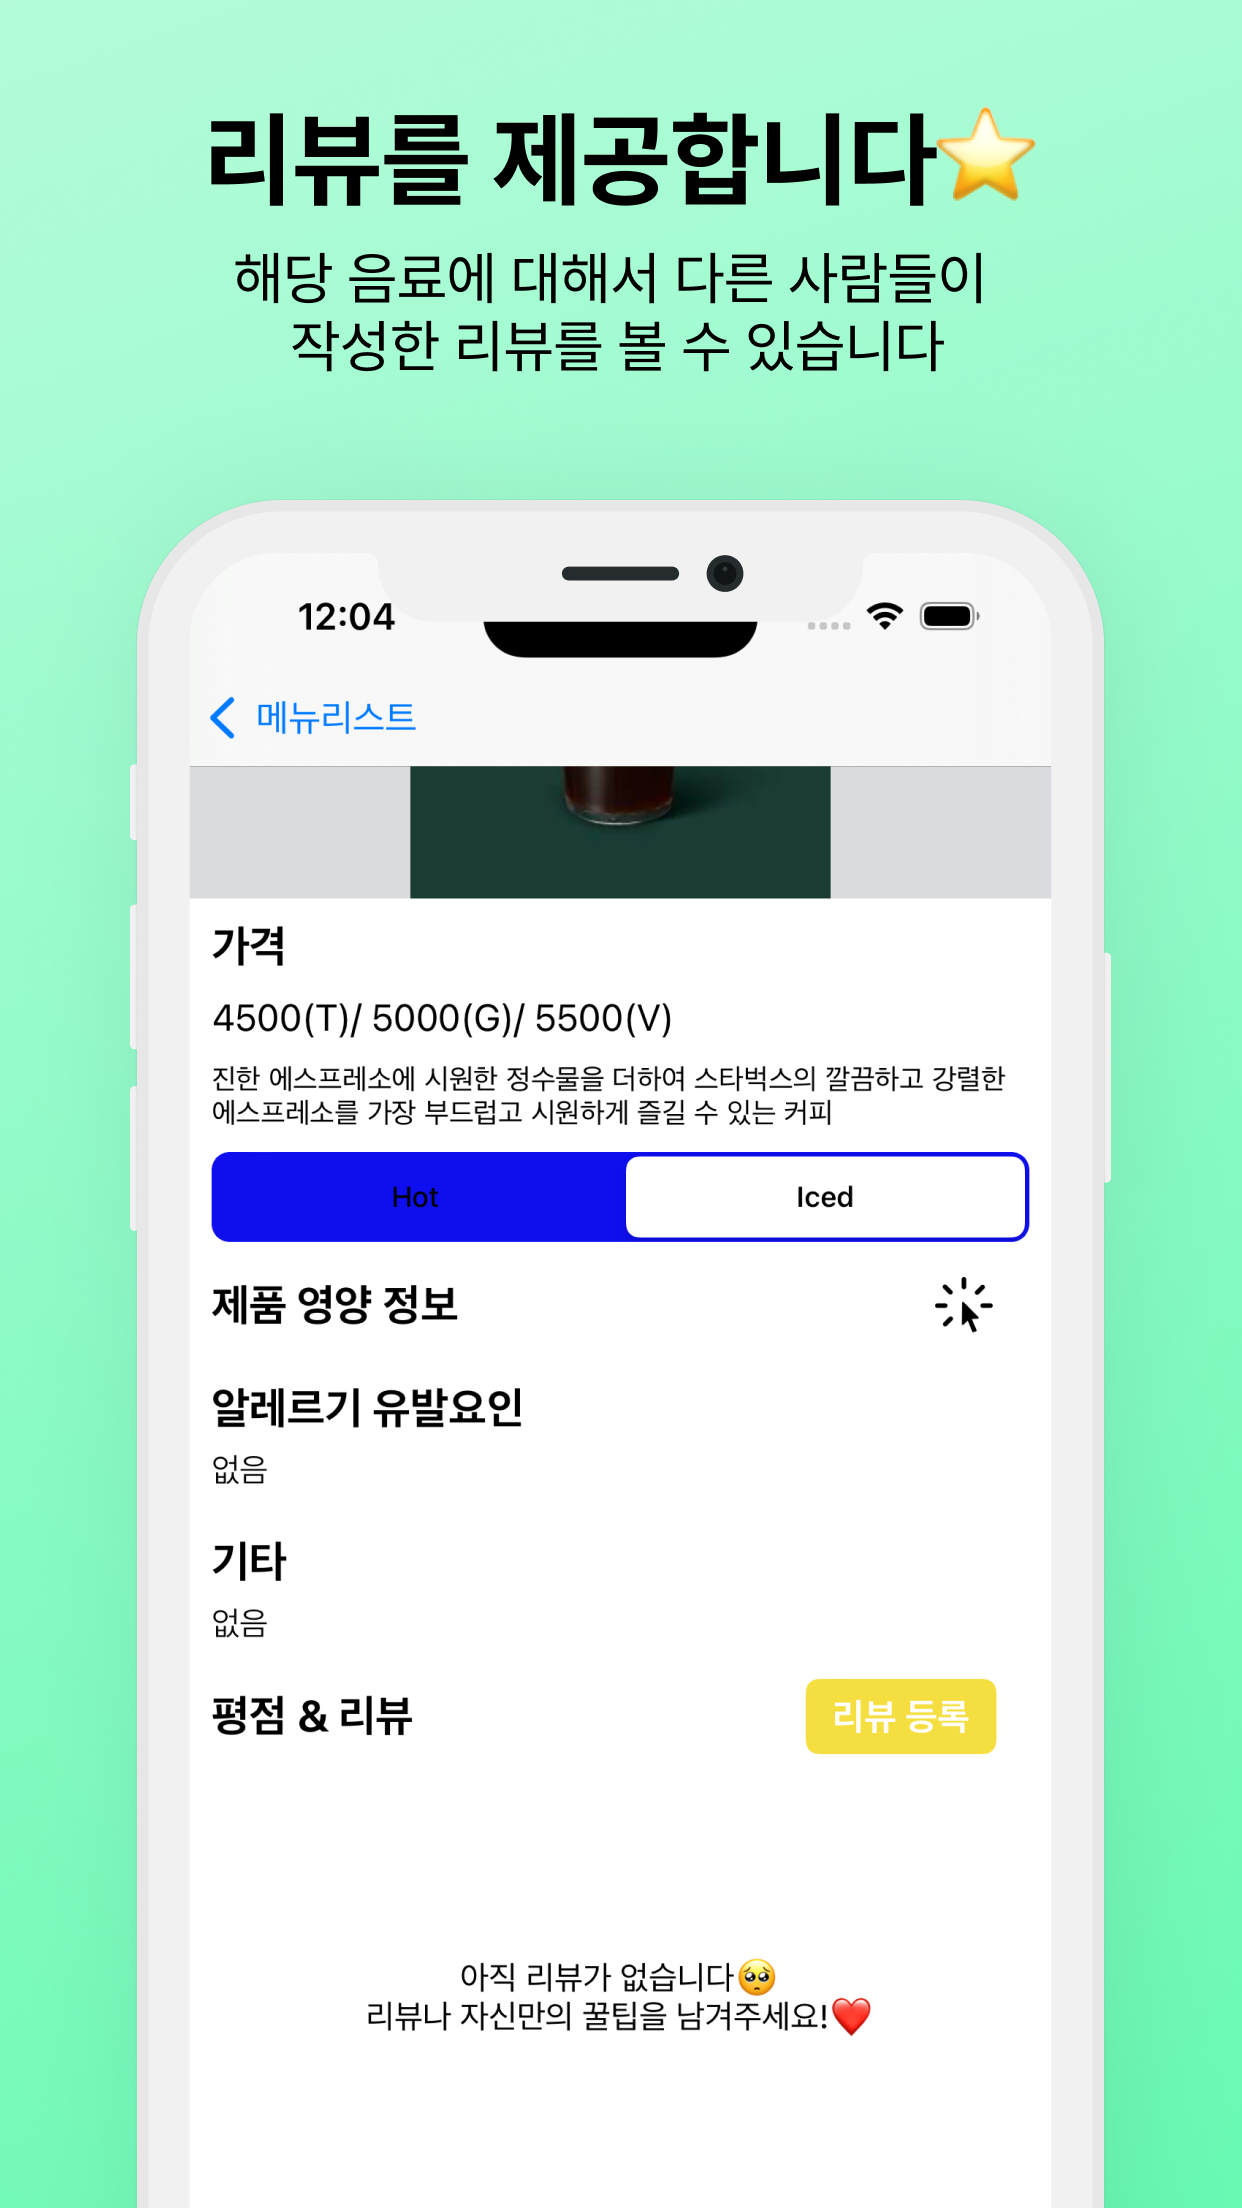 리뷰를 제공합니다⭐
해당 음료에 대해서 다른 사람들이
작성한 리뷰를 볼 수 있습니다
12:04
메뉴리스트
가격
4500(T)/ 5000(G)/ 5500(V)
진한 에스프레소에 시원한 정수물을 더하여 스타벅스의 깔끔하고 강렬한
에스프레소를 가장 부드럽고 시원하게 즐길 수 있는 커피
Hot
Iced
제품 영양 정보
알레르기 유발요인
없음
기타
없음
평점 & 리뷰
리뷰 등록
아직 리뷰가 없습니다🥺
리뷰나 자신만의 꿀팁을 남겨주세요!❤️